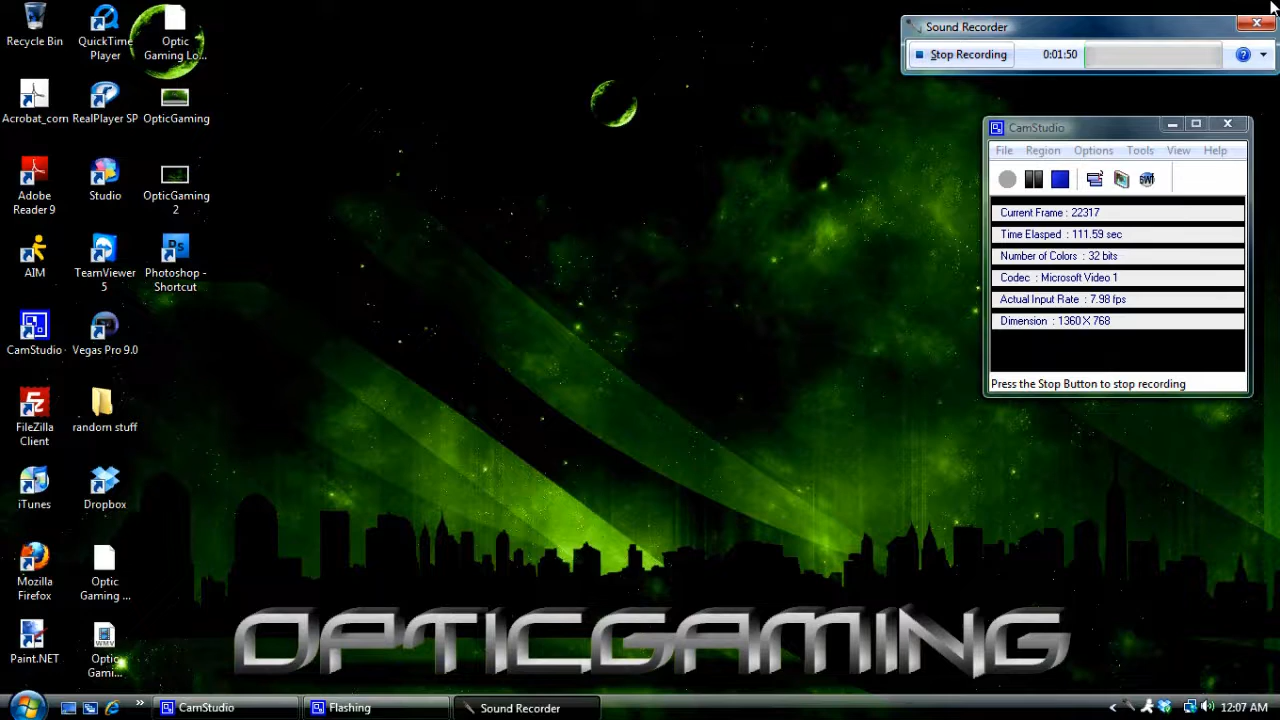 Recycle Bin
QuickTime
Player
Optic
Gaming Lo...
Acrobat_com
RealPlayer SP
OpticGaming
Adobe
Reader 9
Studio
OpticGaming
2
AIM
TeamViewer
5
Photoshop -
Shortcut
CamStudio
Vegas Pro 9.0
FileZilla
Client
random stuff
iTunes
Dropbox
Mozilla
Firefox
Optic
Gaming ...
Paint.NET
Optic
Gami...
Sound Recorder
Stop Recording 0:01:50
CamStudio
File Region Options Tools View Help
Current Frame : 22317
Time Elasped : 111.59 sec
Number of Colors : 32 bits
Codec : Microsoft Video 1
Actual Input Rate : 7.98 fps
Dimension : 1360 X 768
Press the Stop Button to stop recording
OPTICGAMING
CamStudio Flashing Sound Recorder 12:07 AM